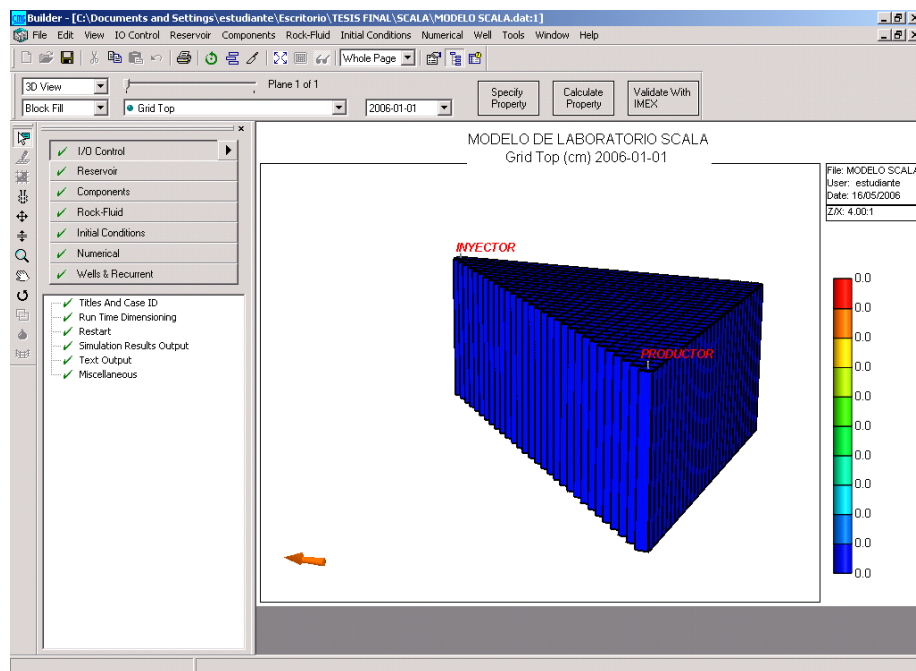 Builder - [C:\Documents and Settings\estudiante\Escritorio\TESIS FINAL\SCALA\MODELO SCALA.dat:1]
File Edit View IO Control Reservoir Components Rock-Fluid Initial Conditions Numerical Well Tools Window Help
Whole Page
3D View
Plane 1 of 1
Block Fill
Grid Top
2006-01-01
Specify Property
Calculate Property
Validate With IMEX
I/O Control
Reservoir
Components
Rock-Fluid
Initial Conditions
Numerical
Wells & Recurrent
Titles And Case ID
Run Time Dimensioning
Restart
Simulation Results Output
Text Output
Miscellaneous
MODELO DE LABORATORIO SCALA
Grid Top (cm) 2006-01-01
File: MODELO SCALA
User: estudiante
Date: 16/05/2006
Z/X: 4.00:1
INYECTOR
PRODUCTOR
0.0
0.0
0.0
0.0
0.0
0.0
0.0
0.0
0.0
0.0
0.0